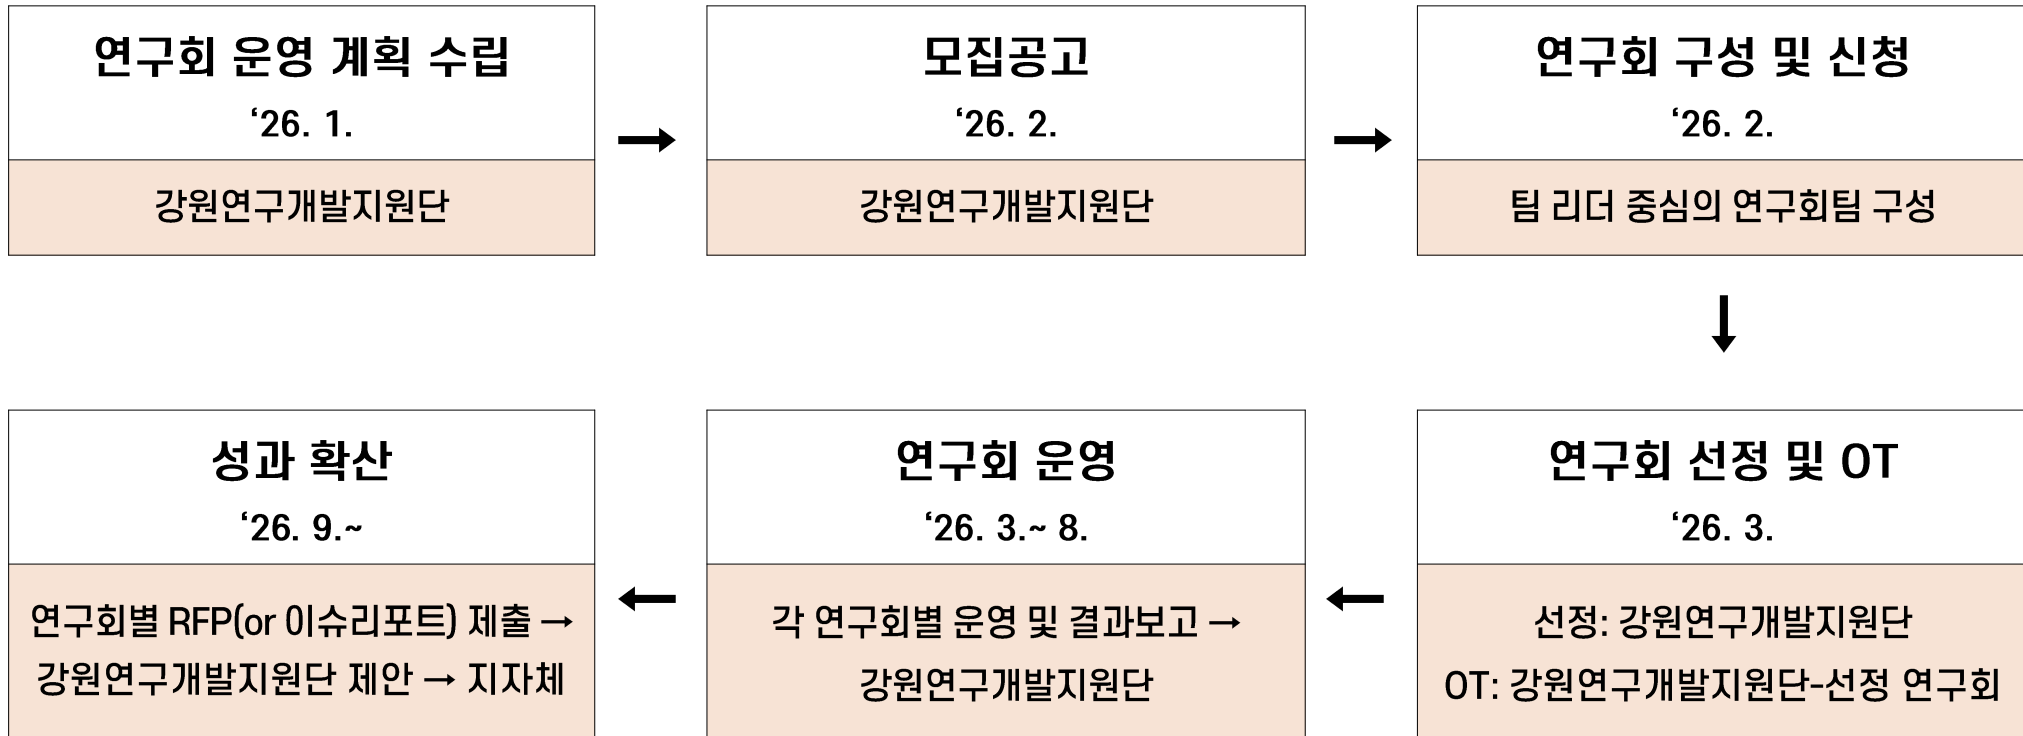 연구회 운영 계획 수립
‘26. 1.
강원연구개발지원단
모집공고
‘26. 2.
강원연구개발지원단
연구회 구성 및 신청
‘26. 2.
팀 리더 중심의 연구회팀 구성
연구회 선정 및 OT
‘26. 3.
선정: 강원연구개발지원단
OT: 강원연구개발지원단-선정 연구회
연구회 운영
‘26. 3.~ 8.
각 연구회별 운영 및 결과보고 →
강원연구개발지원단
성과 확산
‘26. 9.~
연구회별 RFP(or 이슈리포트) 제출 →
강원연구개발지원단 제안 → 지자체